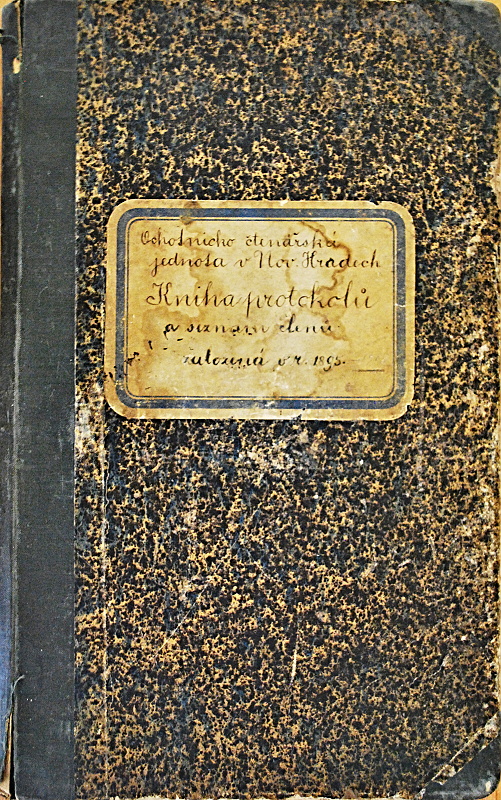 Ochotnicko čtenářská
jednota v Nov. Hradech
Kniha protokolů
a seznam členů
založená v r. 1895.